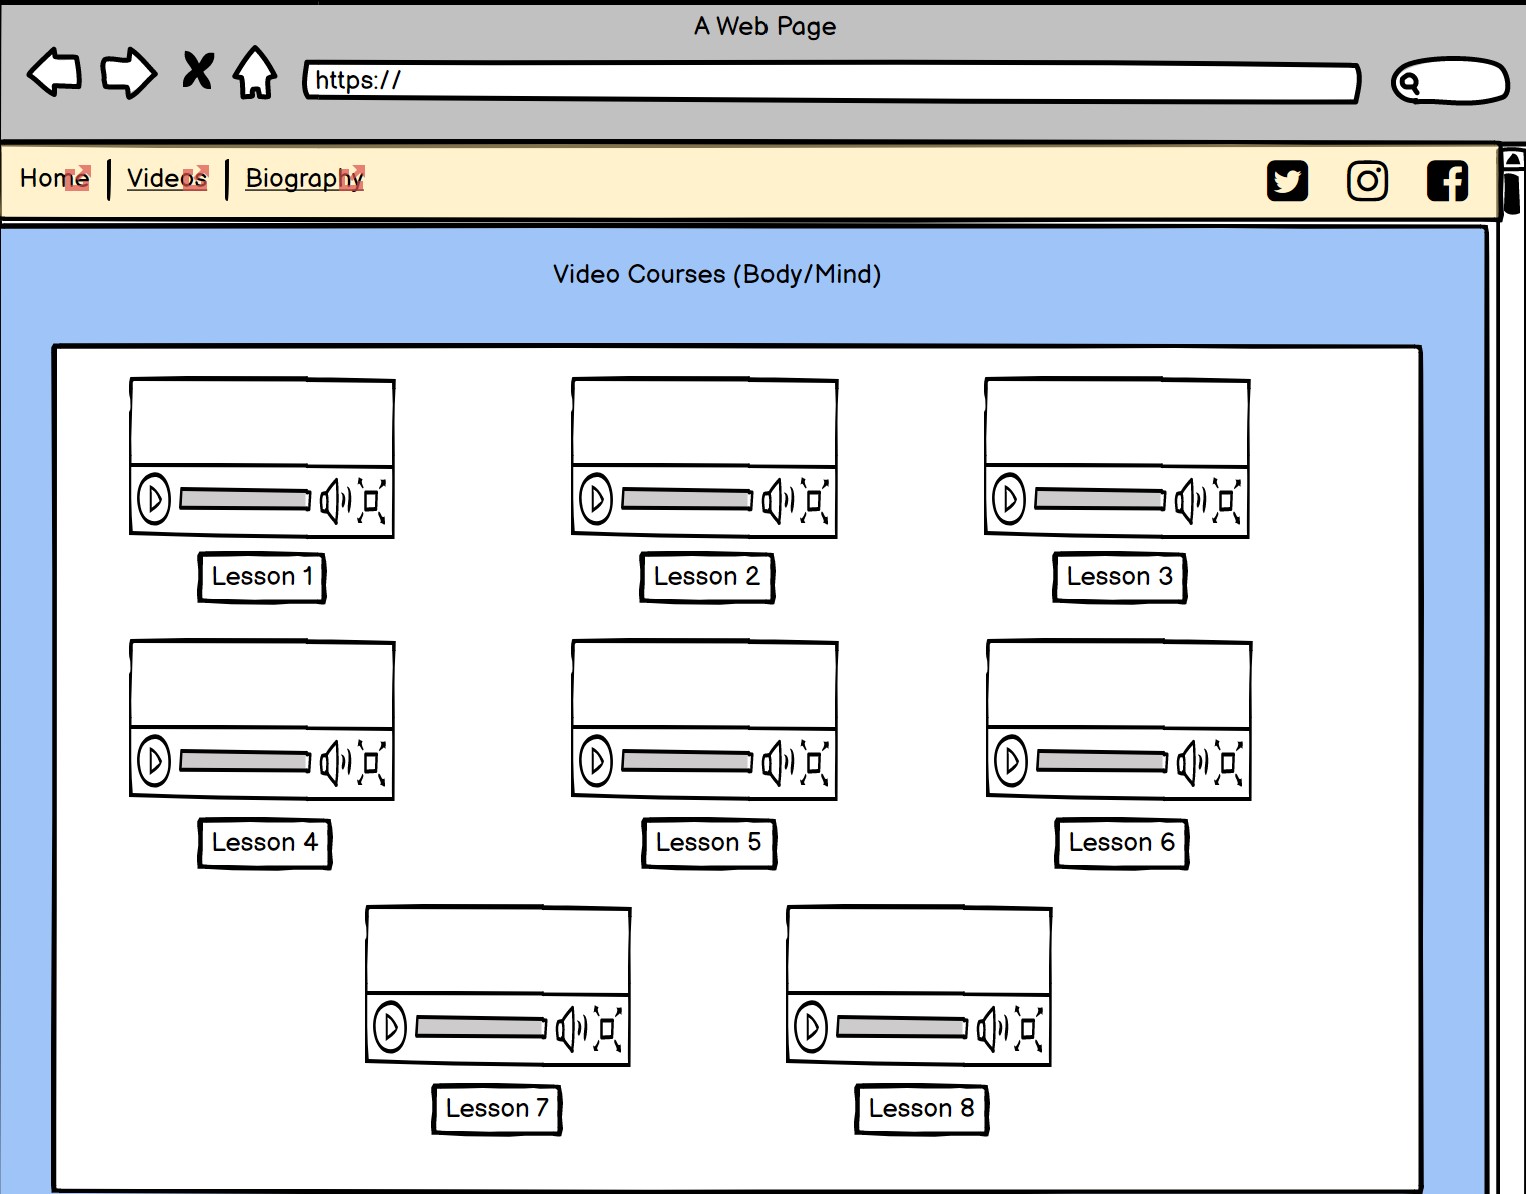 A Web Page
https://
Home Videos Biography
Video Courses (Body/Mind)
Lesson 1 Lesson 2 Lesson 3
Lesson 4 Lesson 5 Lesson 6
Lesson 7 Lesson 8